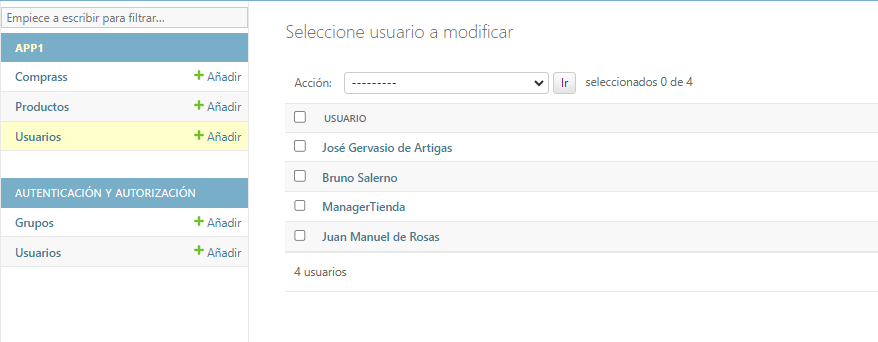 Empiece a escribir para filtrar...
APP1
Comprass Añadir
Productos Añadir
Usuarios Añadir
AUTENTICACIÓN Y AUTORIZACIÓN
Grupos Añadir
Usuarios Añadir
Seleccione usuario a modificar
Acción: --------- Ir seleccionados 0 de 4
USUARIO
José Gervasio de Artigas
Bruno Salerno
ManagerTienda
Juan Manuel de Rosas
4 usuarios